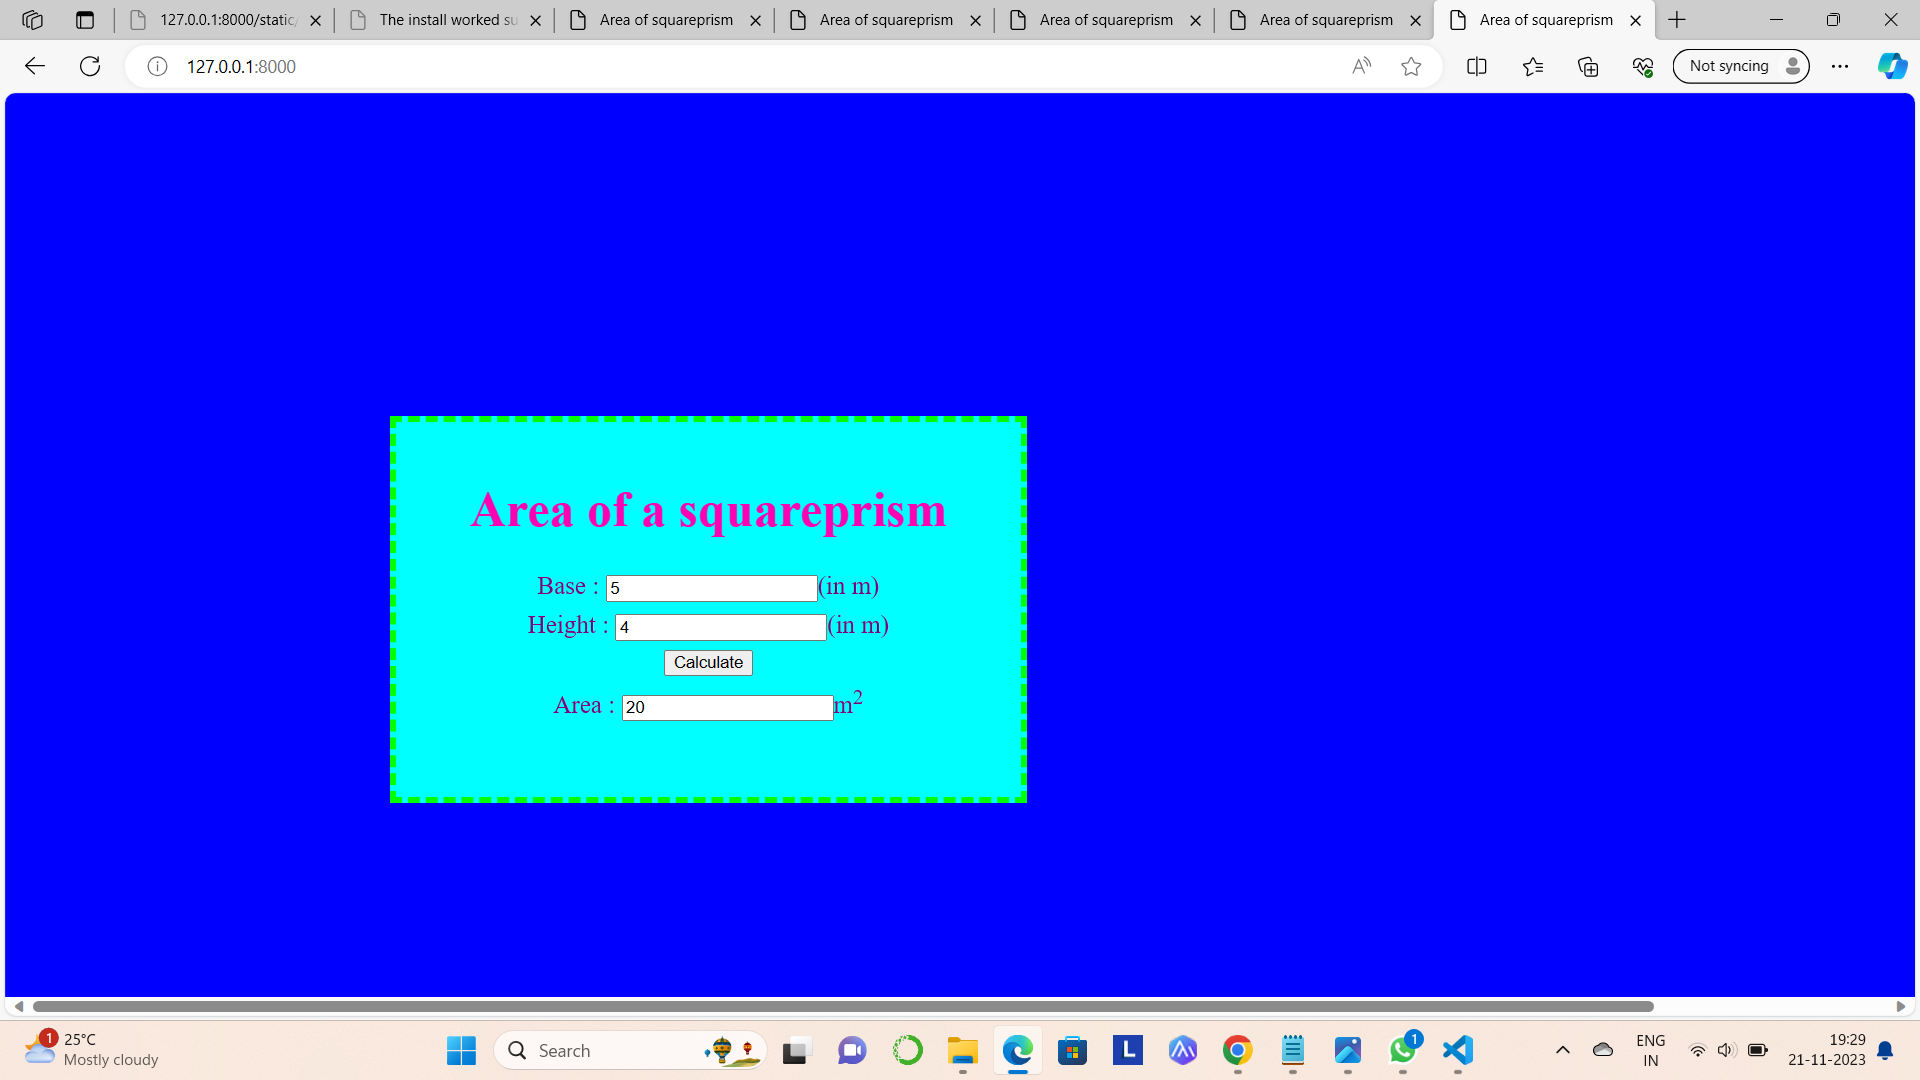 127.0.0.1:8000/static/
The install worked su
Area of squareprism
Area of squareprism
Area of squareprism
Area of squareprism
Area of squareprism
127.0.0.1:8000
Not syncing
Area of a squareprism
Base : 5 (in m)
Height : 4 (in m)
Calculate
Area : 20 m²
1
25°C
Mostly cloudy
Search
L
1
ENG
IN
19:29
21-11-2023